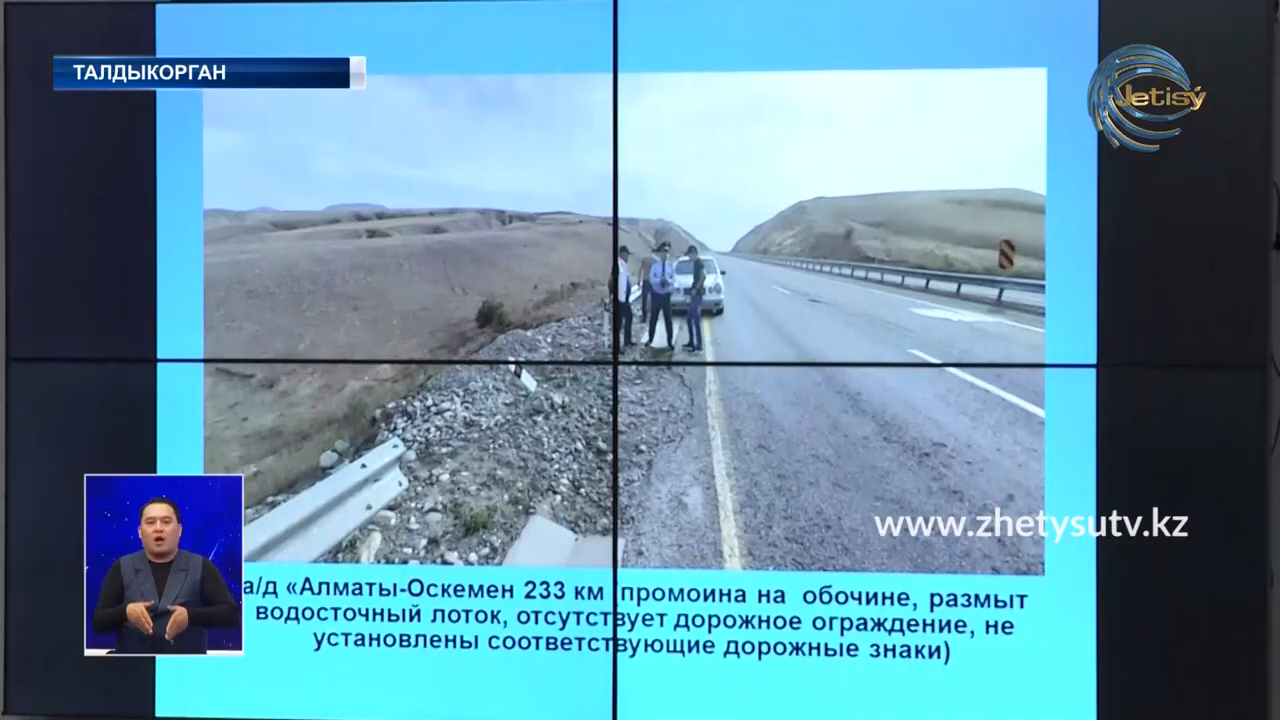 ТАЛДЫКОРГАН
Jetisý
www.zhetysutv.kz
а/д «Алматы-Оскемен 233 км (промоина на обочине, размыт
водосточный лоток, отсутствует дорожное ограждение, не
установлены соответствующие дорожные знаки)